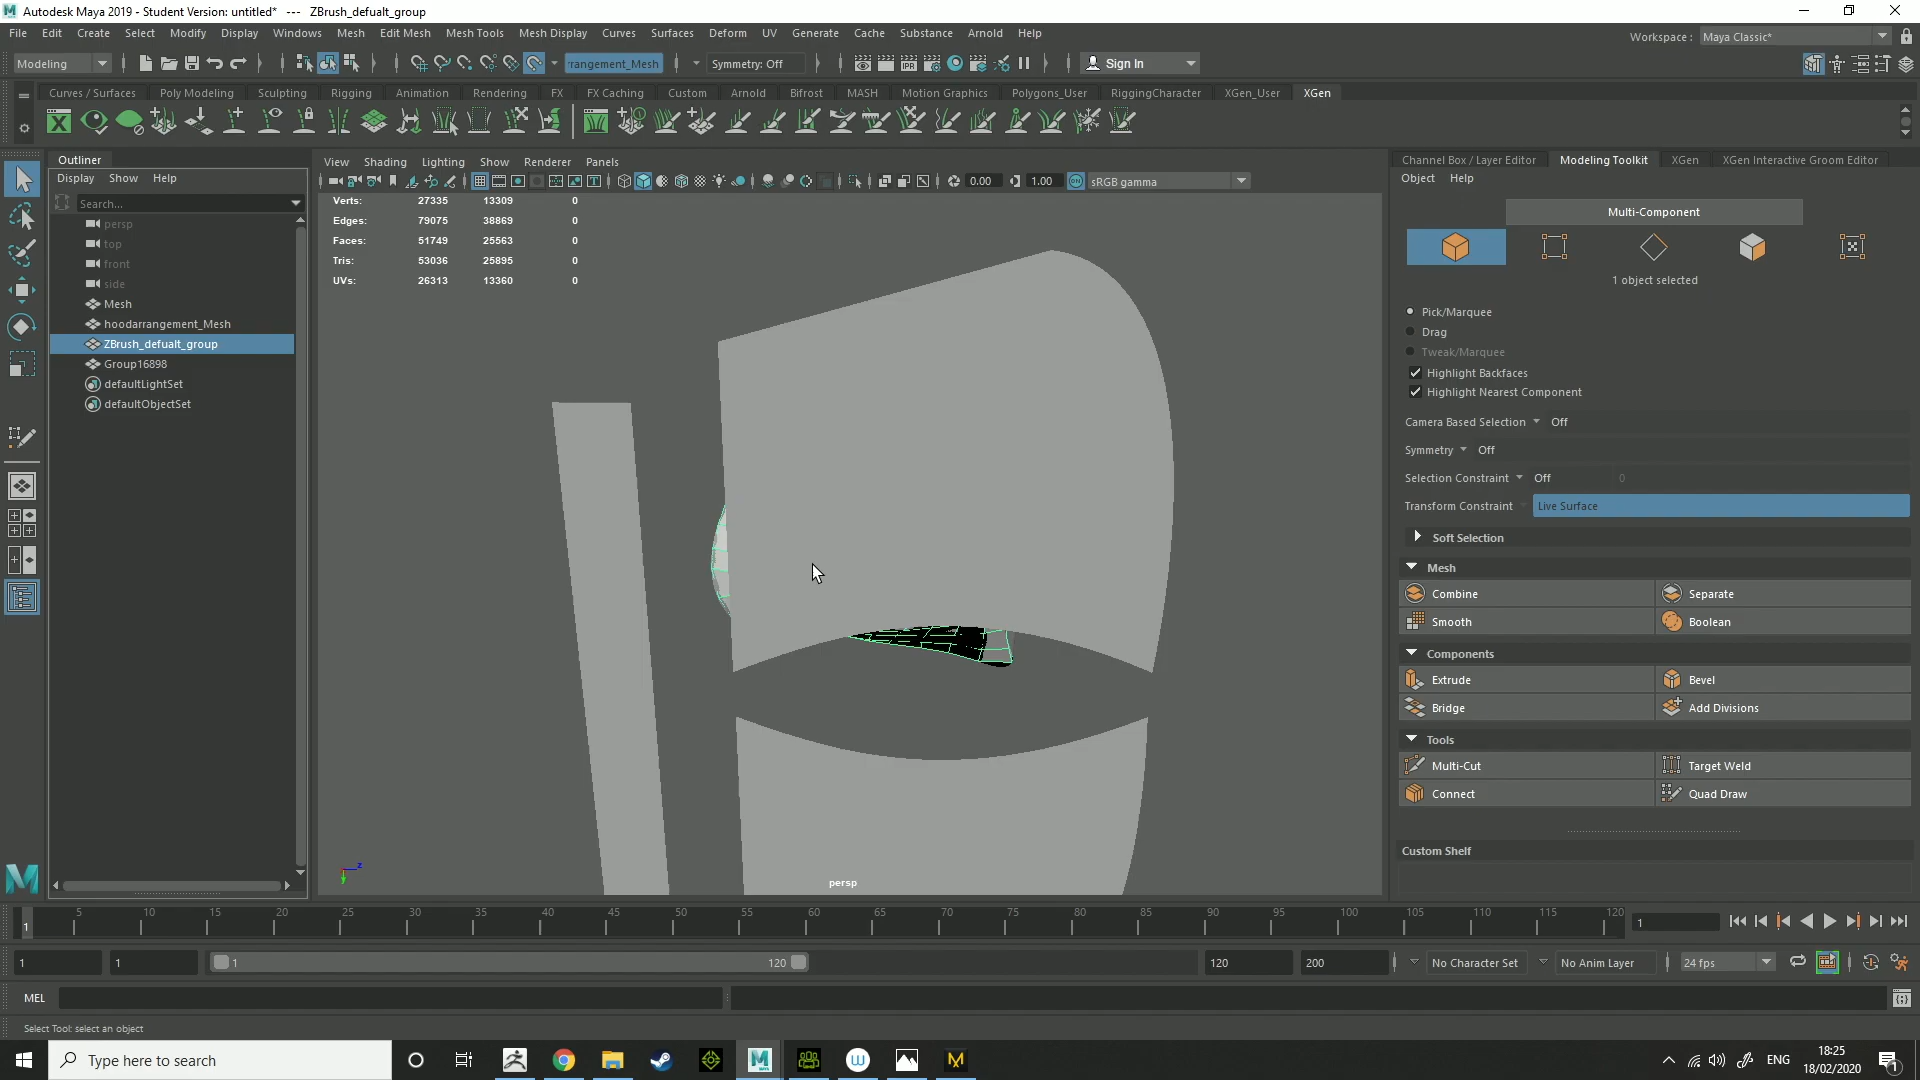 Autodesk Maya 2019 - Student Version: untitled* --- ZBrush_defualt_group
File Edit Create Select Modify Display Windows Mesh Edit Mesh Mesh Tools Mesh Display Curves Surfaces Deform UV Generate Cache Substance Arnold Help
Workspace : Maya Classic*
Modeling rangement_Mesh Symmetry: Off Sign In
Curves / Surfaces Poly Modeling Sculpting Rigging Animation Rendering FX FX Caching Custom Arnold Bifrost MASH Motion Graphics Polygons_User RiggingCharacter XGen_User XGen
Outliner
Display Show Help
Search...
persp
top
front
side
Mesh
hoodarrangement_Mesh
ZBrush_defualt_group
Group16898
defaultLightSet
defaultObjectSet
View Shading Lighting Show Renderer Panels
0.00 1.00 sRGB gamma
Verts: 27335 13309 0
Edges: 79075 38869 0
Faces: 51749 25563 0
Tris: 53036 25895 0
UVs: 26313 13360 0
z
y
persp
Channel Box / Layer Editor Modeling Toolkit XGen XGen Interactive Groom Editor
Object Help
Multi-Component
1 object selected
Pick/Marquee
Drag
Tweak/Marquee
Highlight Backfaces
Highlight Nearest Component
Camera Based Selection Off
Symmetry Off
Selection Constraint Off 0
Transform Constraint Live Surface
Soft Selection
Mesh
Combine Separate
Smooth Boolean
Components
Extrude Bevel
Bridge Add Divisions
Tools
Multi-Cut Target Weld
Connect Quad Draw
Custom Shelf
1 5 10 15 20 25 30 35 40 45 50 55 60 65 70 75 80 85 90 95 100 105 110 115 120 1
1 1 1 120 120 200 No Character Set No Anim Layer 24 fps
MEL
Select Tool: select an object
Type here to search
ENG
18:25
18/02/2020